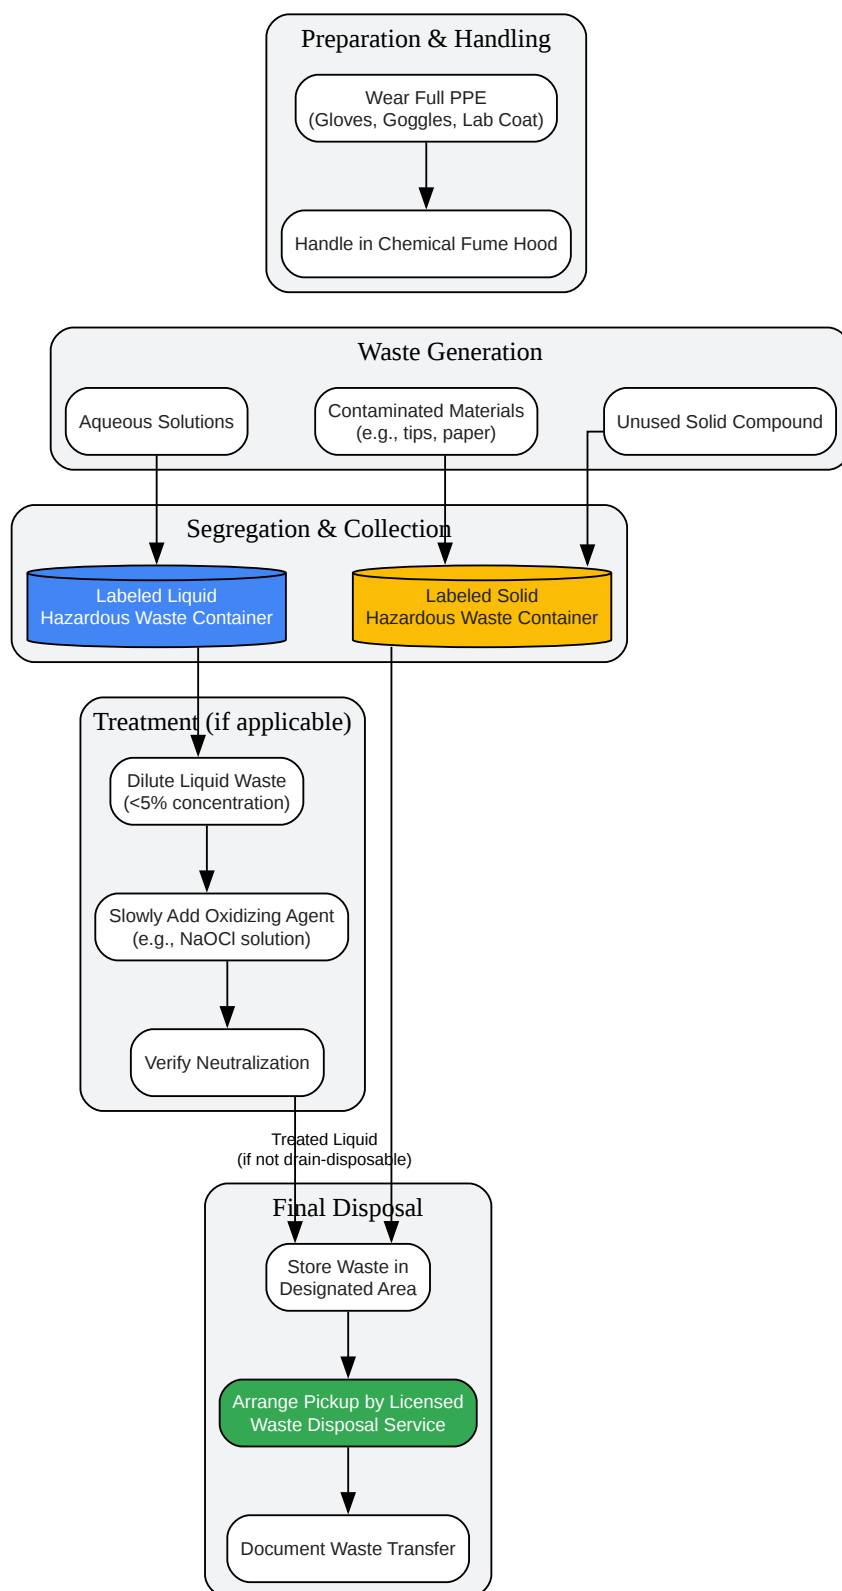 Preparation & Handling
Wear Full PPE
(Gloves, Goggles, Lab Coat)
Handle in Chemical Fume Hood
Waste Generation
Aqueous Solutions
Contaminated Materials
(e.g., tips, paper)
Unused Solid Compound
Segregation & Collection
Labeled Liquid
Hazardous Waste Container
Labeled Solid
Hazardous Waste Container
Treatment (if applicable)
Dilute Liquid Waste
(<5% concentration)
Slowly Add Oxidizing Agent
(e.g., NaOCl solution)
Verify Neutralization
Treated Liquid
(if not drain-disposable)
Final Disposal
Store Waste in
Designated Area
Arrange Pickup by Licensed
Waste Disposal Service
Document Waste Transfer